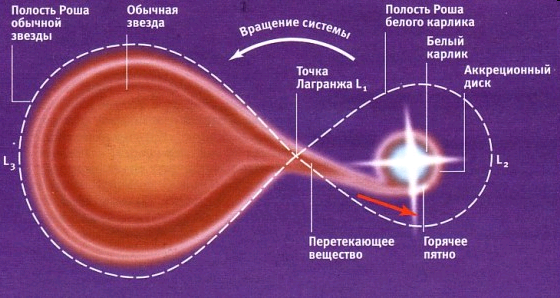 Полость Роша
обычной
звезды
Обычная
звезда
Вращение системы
Полость Роша
белого карлика
Белый
карлик
Аккреционный
диск
Точка
Лагранжа L₁
L₃
L₂
Перетекающее
вещество
Горячее
пятно